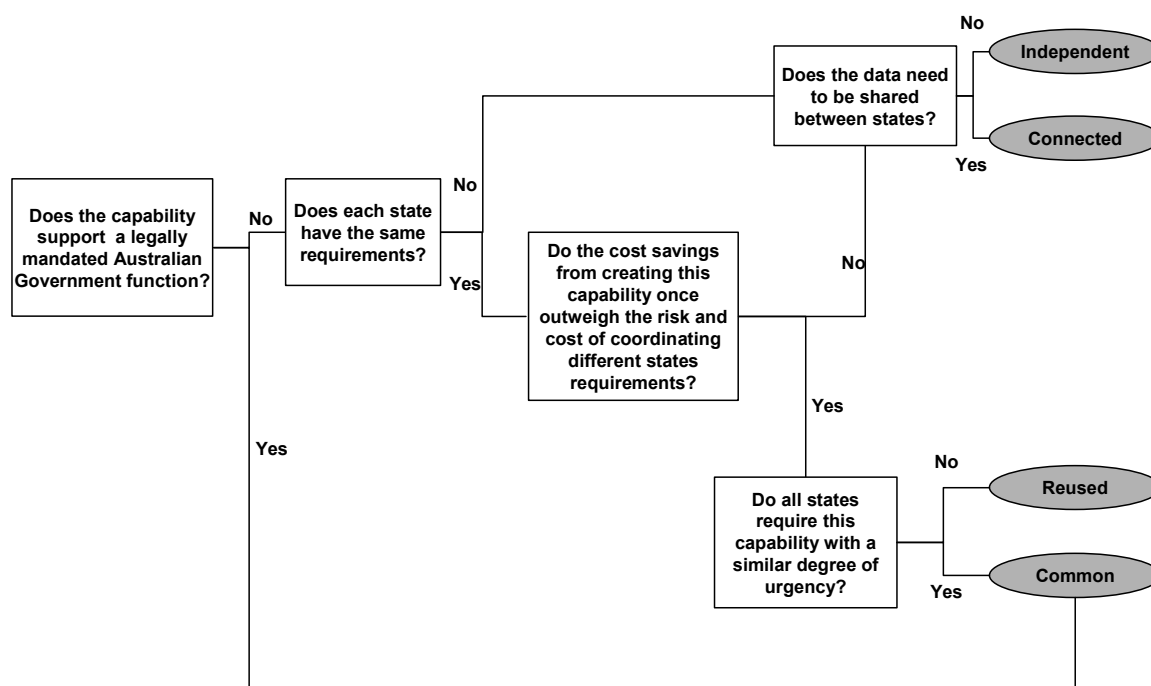 Does the capability
support a legally
mandated Australian
Government function?
No
Yes
Does each state
have the same
requirements?
No
Yes
Do the cost savings
from creating this
capability once
outweigh the risk and
cost of coordinating
different states
requirements?
No
Yes
Does the data need
to be shared
between states?
No
Yes
Independent
Connected
Do all states
require this
capability with a
similar degree of
urgency?
No
Yes
Reused
Common